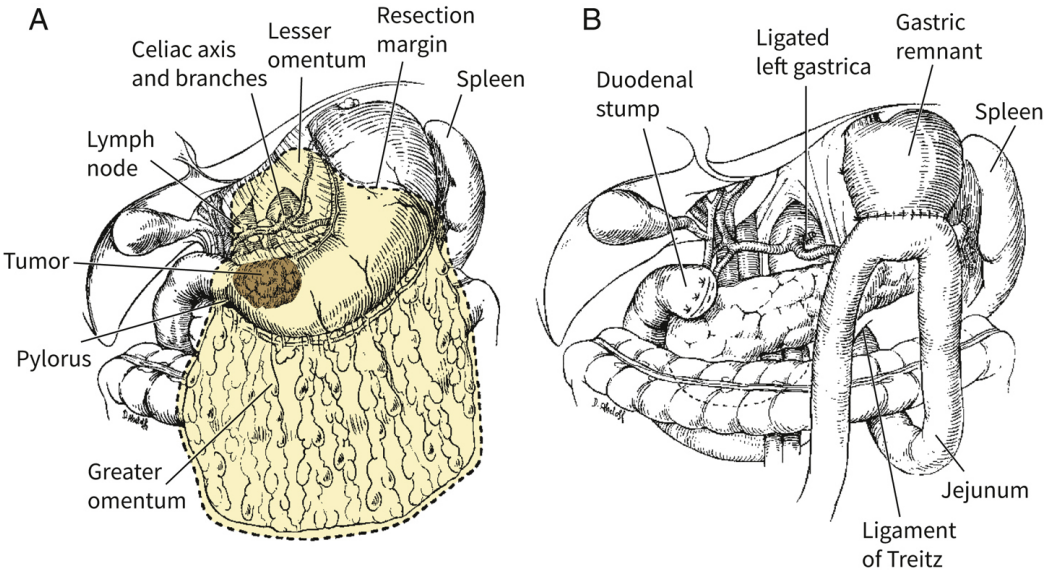 A
Celiac axis
and branches
Lesser
omentum
Resection
margin
Spleen
Lymph
node
Tumor
Pylorus
Greater
omentum
B
Duodenal
stump
Ligated
left gastrica
Gastric
remnant
Spleen
Jejunum
Ligament
of Treitz